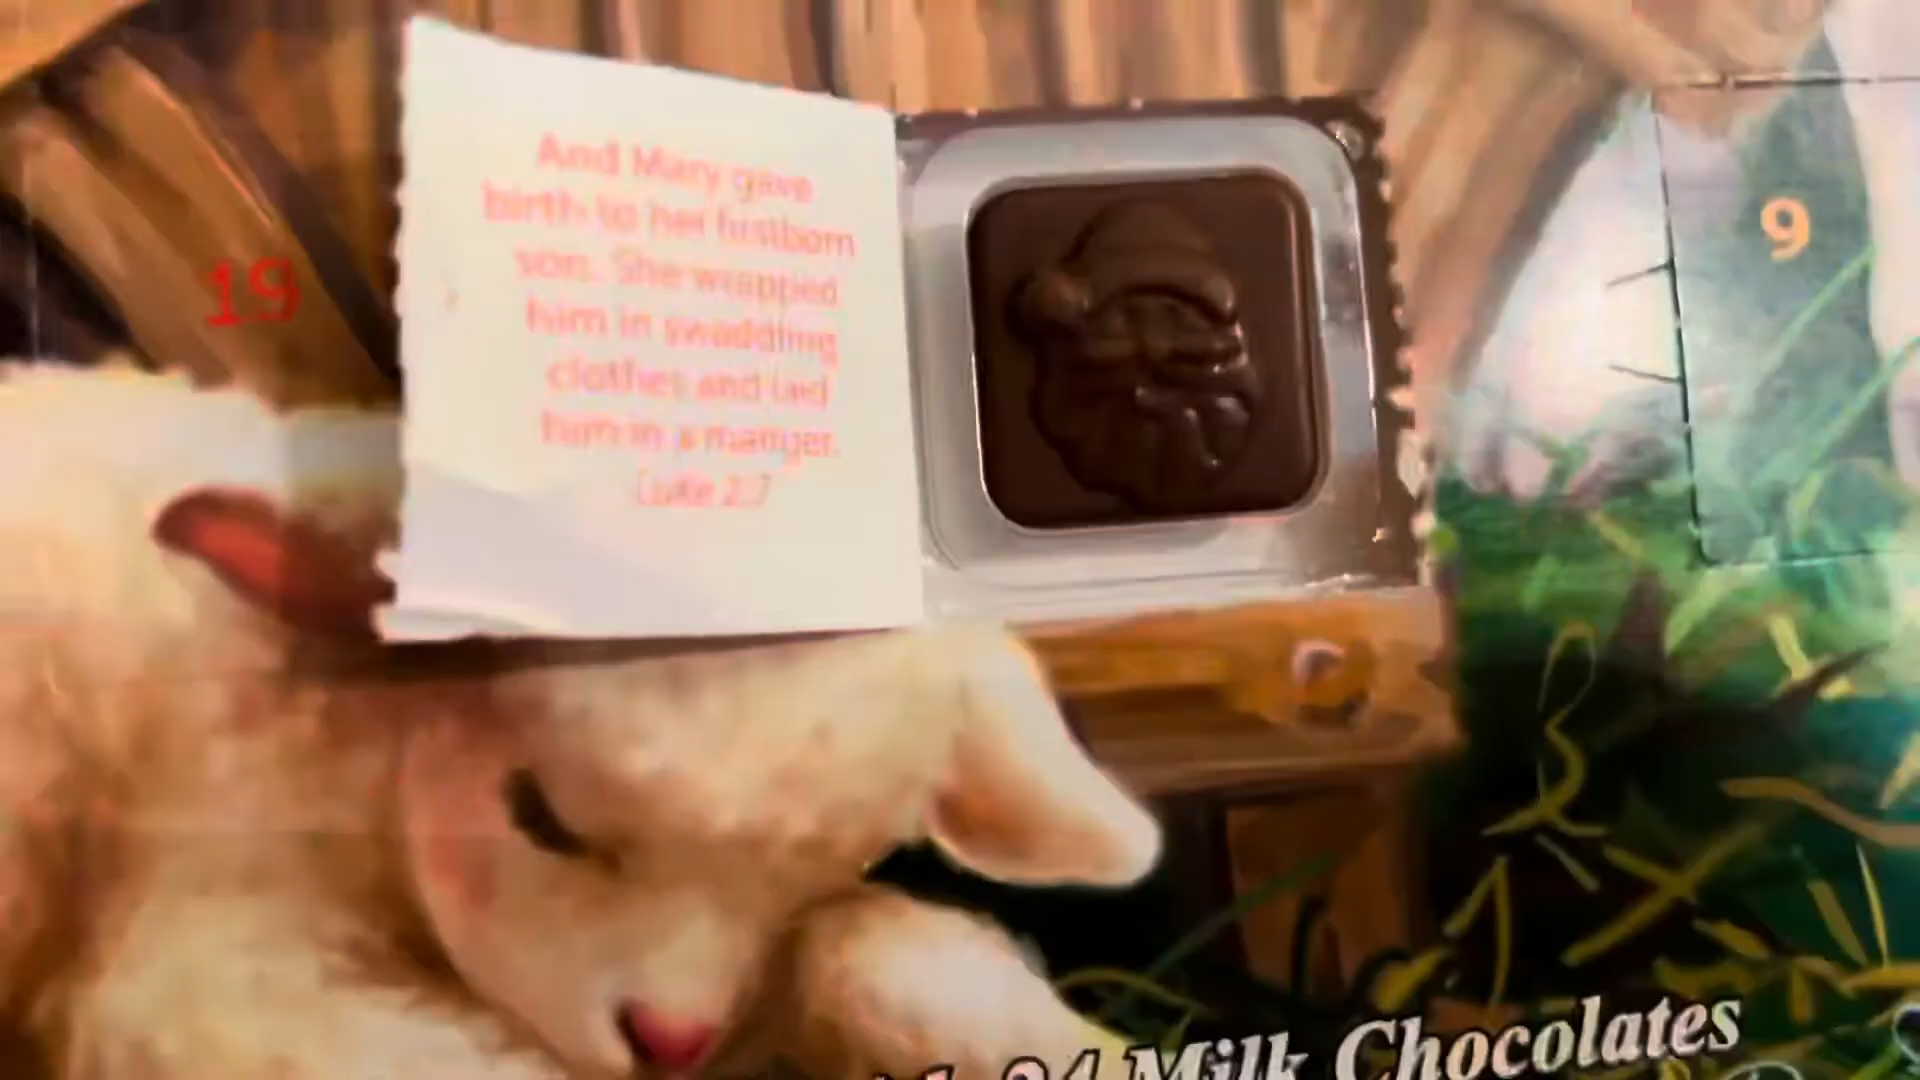 And Mary gave
birth to her firstborn
son. She wrapped
him in swaddling
clothes and laid
him in a manger.
Luke 2:7
19
9
24 Milk Chocolates